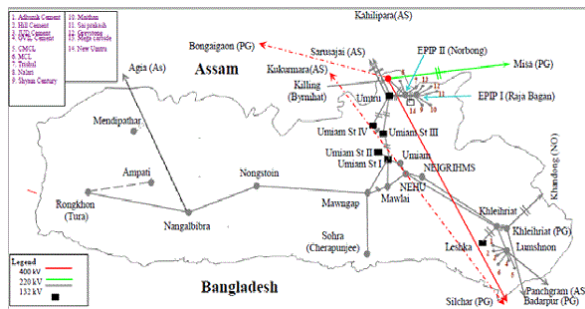 1. Adhunik Cement
2. Hill Cement
3. JUD Cement
4. GVIL Cement
5. CMCL
6. MCL
7. Trishul
8. Nalari
9. Shyam Century
10. Maithan
11. Sai prakash
12. Greystone
13. Mega carbide
14. New Umtru
Kahilipara(AS)
Bongaigaon (PG)
Sarusajai (AS)
EPIP II (Norbong)
Misa (PG)
Agia (As)
Assam
Kukurmara(AS)
Killing
(Byrnihat)
Umtru
EPIP I (Raja Bagan)
Mendipathar
Umiam St IV
Umiam St III
Umiam St II
Umiam St I
Umiam
NEIGRIHMS
NEHU
Khandong (NO)
Ampati
Nongstoin
Rongkhon
(Tura)
Nangalbibra
Mawngap
Mawlai
Khleihriat
Khleihriat (PG)
Leshka
Lumshnon
Sohra
(Cherapunjee)
Legend
400 kV
220 kV
132 kV
Bangladesh
Silchar (PG)
Panchgram (AS)
Badarpur (PG)